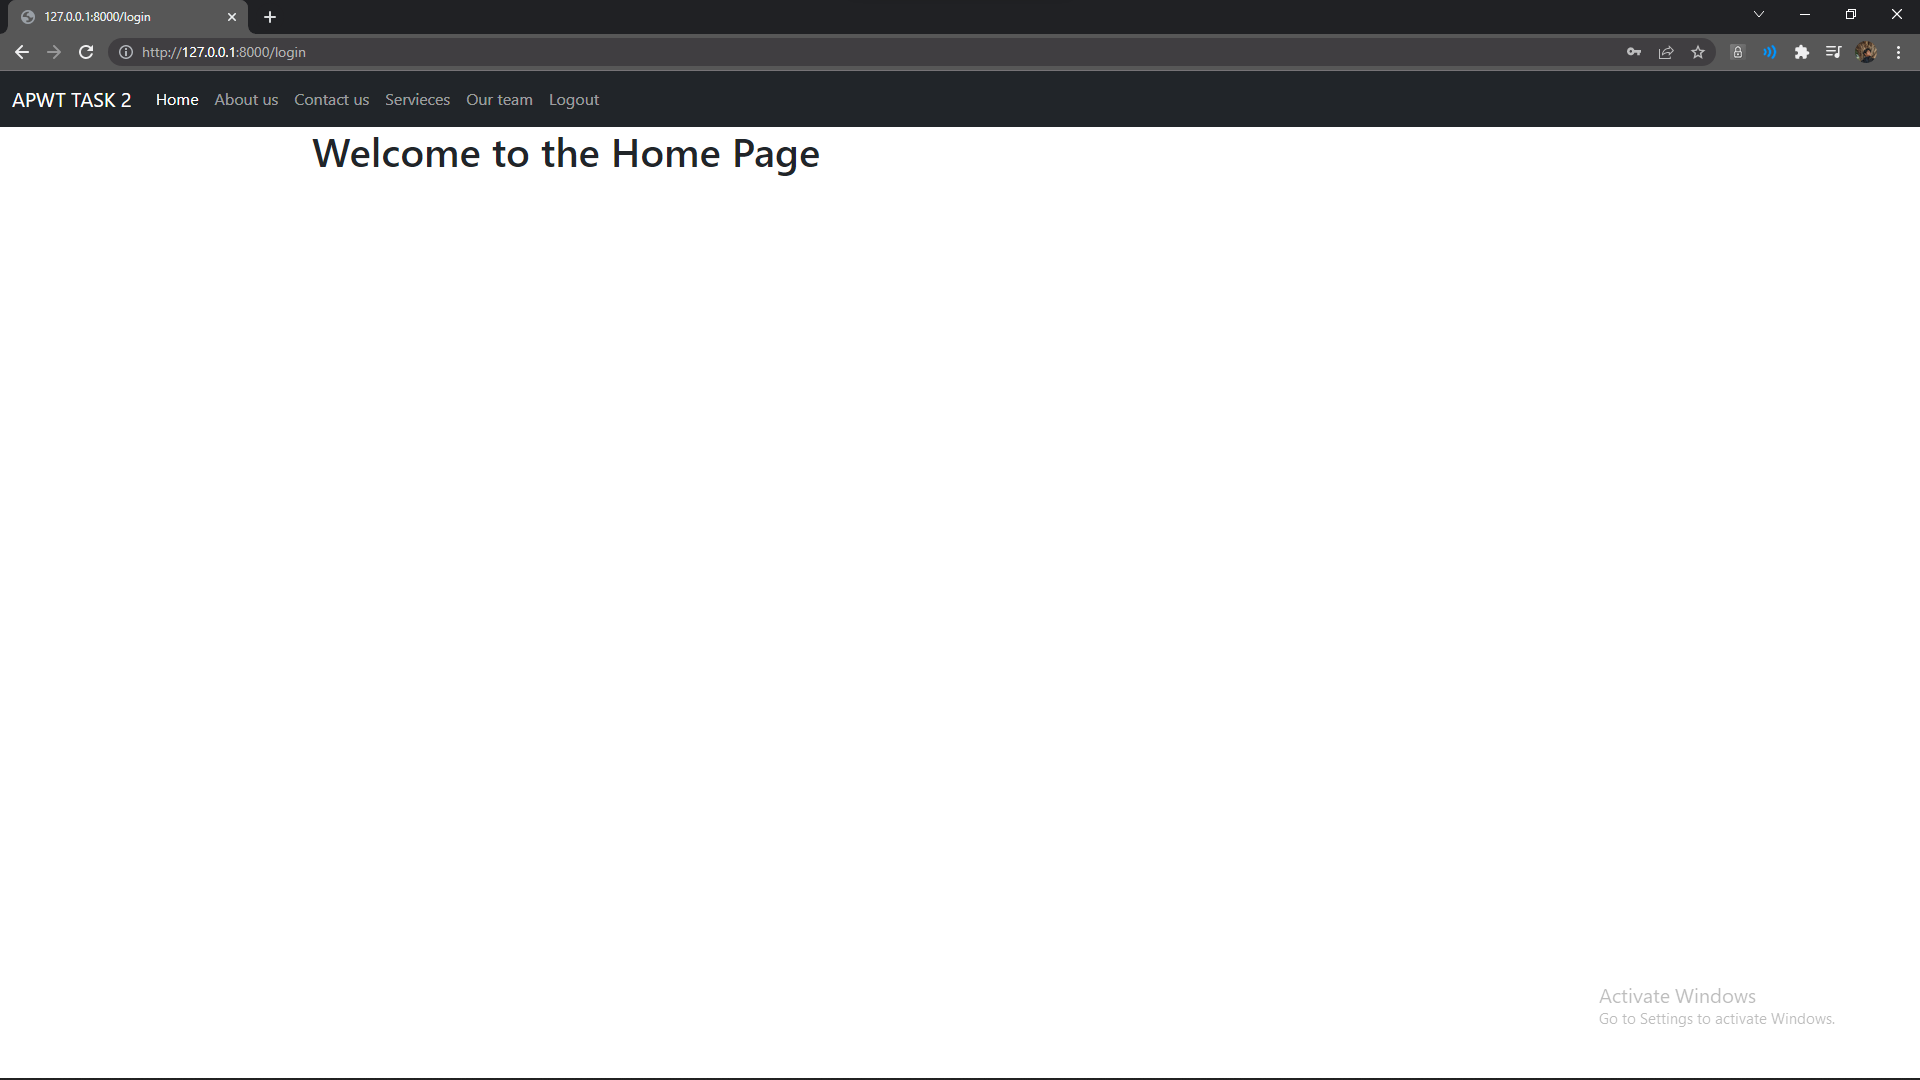 127.0.0.1:8000/login
http://127.0.0.1:8000/login
APWT TASK 2 Home About us Contact us Servieces Our team Logout
Welcome to the Home Page
Activate Windows
Go to Settings to activate Windows.